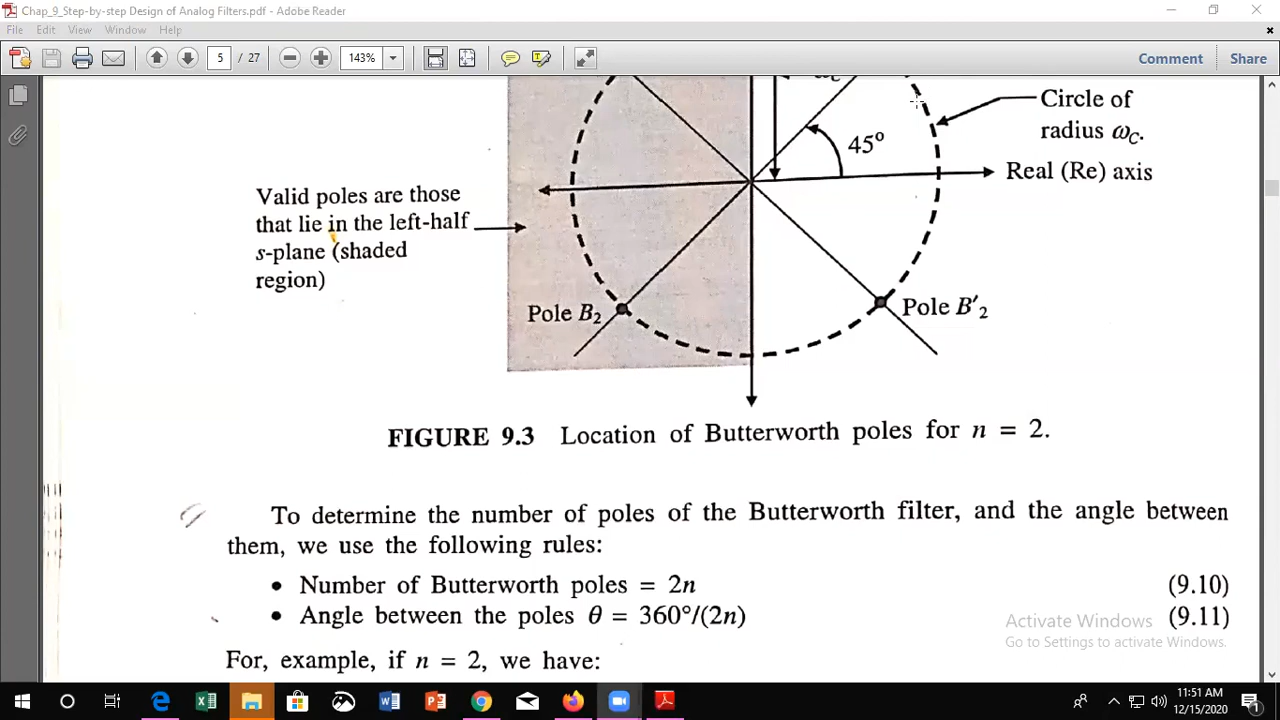 Chap_9_Step-by-step Design of Analog Filters.pdf - Adobe Reader
File Edit View Window Help
5 / 27
143%
Comment
Share
Circle of
radius ωC.
45°
Real (Re) axis
Valid poles are those
that lie in the left-half
s-plane (shaded
region)
Pole B2
Pole B′2
FIGURE 9.3 Location of Butterworth poles for n = 2.
To determine the number of poles of the Butterworth filter, and the angle between
them, we use the following rules:
• Number of Butterworth poles = 2n (9.10)
• Angle between the poles θ = 360°/(2n) (9.11)
For, example, if n = 2, we have:
Activate Windows
Go to Settings to activate Windows.
11:51 AM
12/15/2020